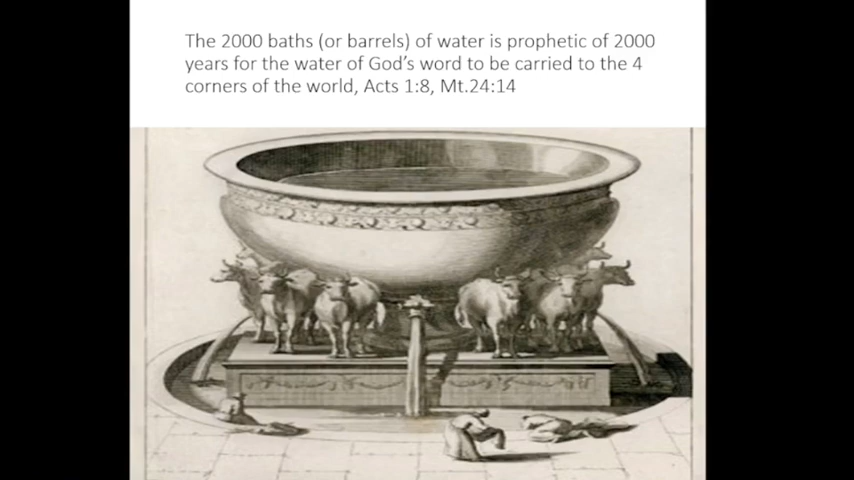 The 2000 baths (or barrels) of water is prophetic of 2000
years for the water of God’s word to be carried to the 4
corners of the world, Acts 1:8, Mt.24:14